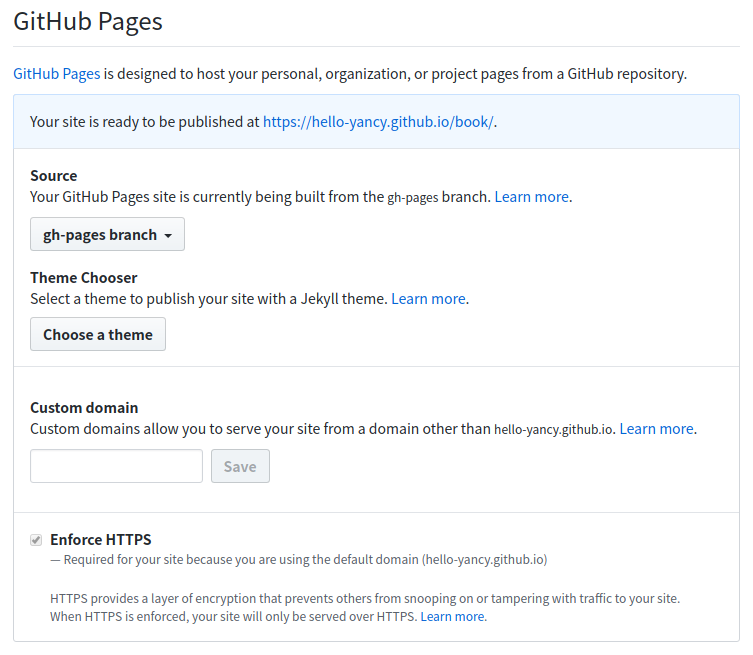 GitHub Pages
GitHub Pages is designed to host your personal, organization, or project pages from a GitHub repository.
Your site is ready to be published at https://hello-yancy.github.io/book/.
Source
Your GitHub Pages site is currently being built from the gh-pages branch. Learn more.
gh-pages branch
Theme Chooser
Select a theme to publish your site with a Jekyll theme. Learn more.
Choose a theme
Custom domain
Custom domains allow you to serve your site from a domain other than hello-yancy.github.io. Learn more.
Save
Enforce HTTPS
— Required for your site because you are using the default domain (hello-yancy.github.io)
HTTPS provides a layer of encryption that prevents others from snooping on or tampering with traffic to your site.
When HTTPS is enforced, your site will only be served over HTTPS. Learn more.